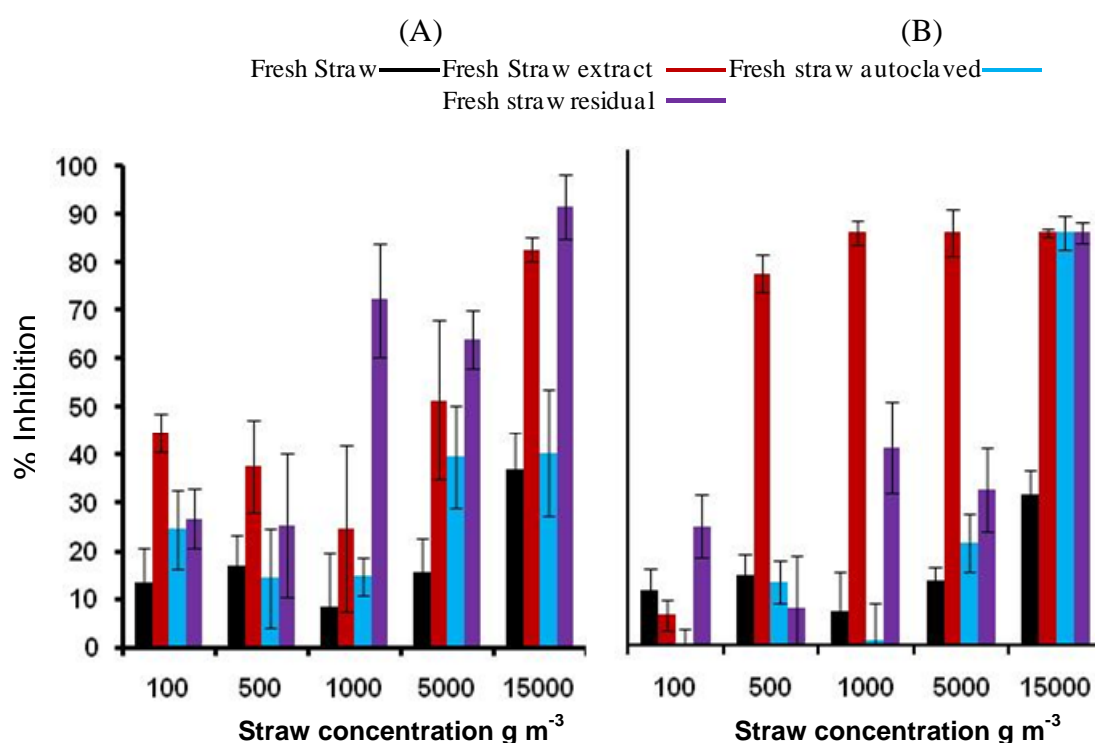 (A) (B)
Fresh Straw Fresh Straw extract Fresh straw autoclaved
Fresh straw residual
100
90
80
70
60
50
40
30
20
10
0
% Inhibition
100 500 1000 5000 15000 100 500 1000 5000 15000
Straw concentration g m⁻³ Straw concentration g m⁻³